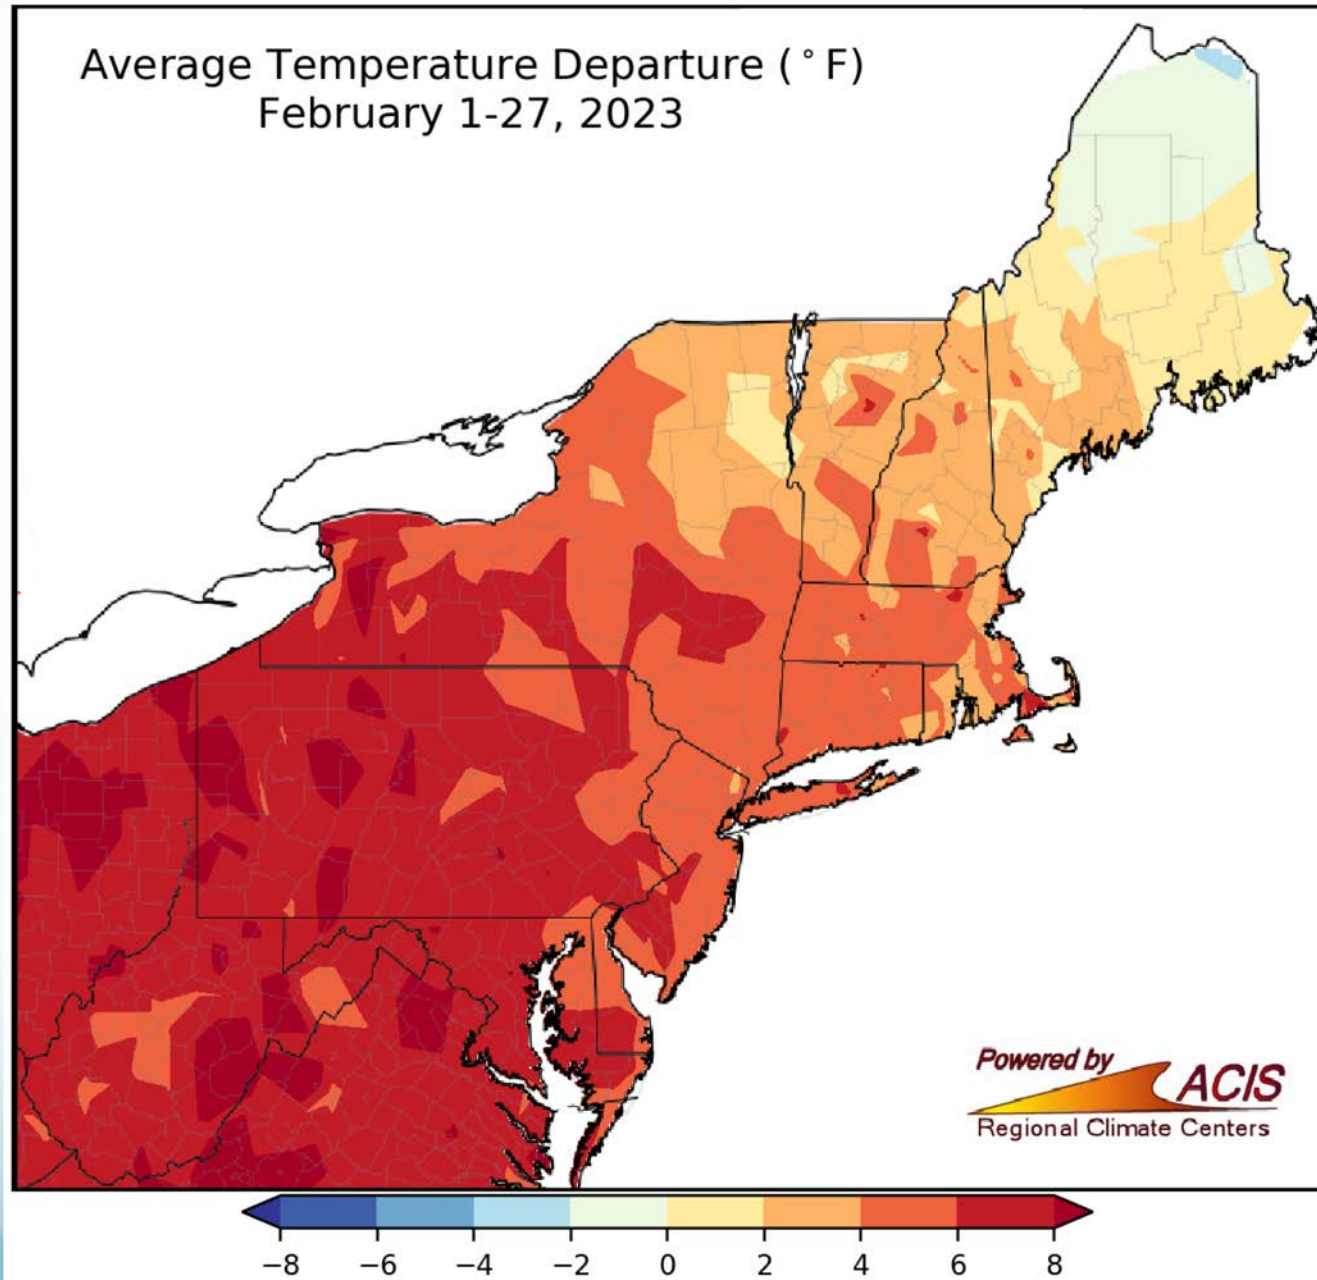 Average Temperature Departure (°F)
February 1-27, 2023
Powered by
ACIS
Regional Climate Centers
−8 −6 −4 −2 0 2 4 6 8